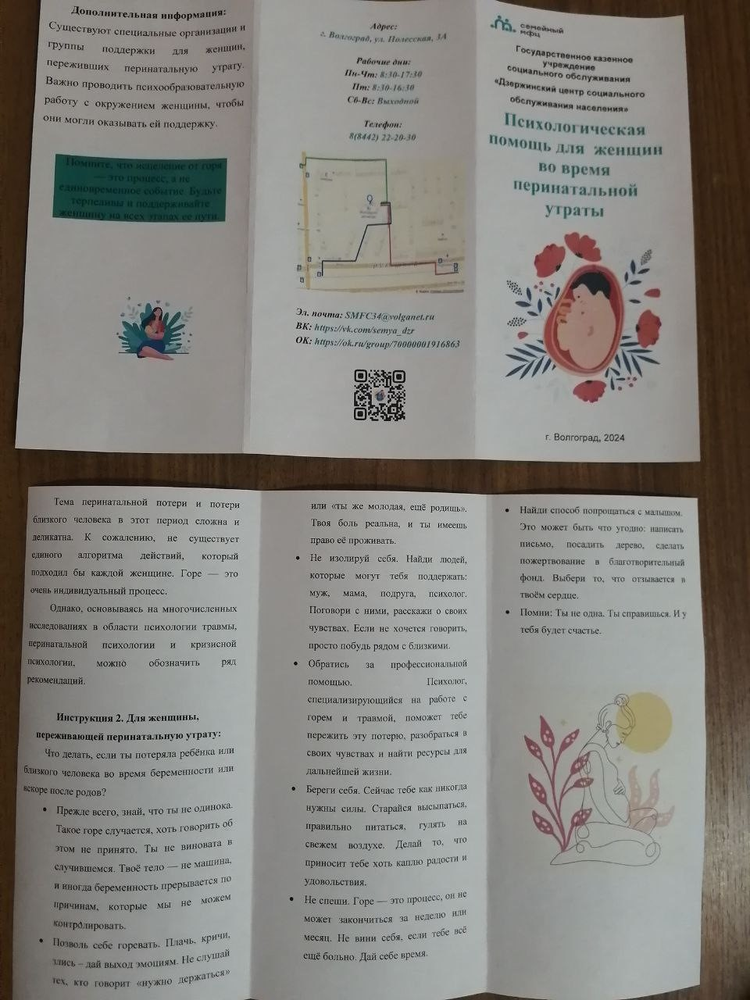 Дополнительная информация:
Существуют специальные организации и
группы поддержки для женщин,
переживших перинатальную утрату.
Важно проводить психообразовательную
работу с окружением женщины, чтобы
они могли оказывать ей поддержку.
Помните, что исцеление от горя
— это процесс, а не
единовременное событие. Будьте
терпеливы и поддерживайте
женщину на всех этапах ее пути.
Адрес:
г. Волгоград, ул. Полесская, 3А
Рабочие дни:
Пн-Чт: 8:30-17:30
Пт: 8:30-16:30
Сб-Вс: Выходной
Телефон:
8(8442) 22-20-30
Эл. почта: SMFC34@volganet.ru
ВК: https://vk.com/semya_dzr
ОК: https://ok.ru/group/70000001916863
семейный
мфц
Государственное казенное
учреждение
социального обслуживания
«Дзержинский центр социального
обслуживания населения»
Психологическая
помощь для женщин
во время
перинатальной
утраты
г. Волгоград, 2024
Тема перинатальной потери и потери
близкого человека в этот период сложна и
деликатна. К сожалению, не существует
единого алгоритма действий, который
подходил бы каждой женщине. Горе — это
очень индивидуальный процесс.
Однако, основываясь на многочисленных
исследованиях в области психологии травмы,
перинатальной психологии и кризисной
психологии, можно обозначить ряд
рекомендаций.
Инструкция 2. Для женщины,
переживающей перинатальную утрату:
Что делать, если ты потеряла ребёнка или
близкого человека во время беременности или
вскоре после родов?
• Прежде всего, знай, что ты не одинока.
Такое горе случается, хоть говорить об
этом не принято. Ты не виновата в
случившемся. Твоё тело — не машина,
и иногда беременность прерывается по
причинам, которые мы не можем
контролировать.
• Позволь себе горевать. Плачь, кричи,
злись – дай выход эмоциям. Не слушай
тех, кто говорит «нужно держаться»
или «ты же молодая, ещё родишь».
Твоя боль реальна, и ты имеешь
право её проживать.
• Не изолируй себя. Найди людей,
которые могут тебя поддержать:
муж, мама, подруга, психолог.
Поговори с ними, расскажи о своих
чувствах. Если не хочется говорить,
просто побудь рядом с близкими.
• Обратись за профессиональной
помощью. Психолог,
специализирующийся на работе с
горем и травмой, поможет тебе
пережить эту потерю, разобраться в
своих чувствах и найти ресурсы для
дальнейшей жизни.
• Береги себя. Сейчас тебе как никогда
нужны силы. Старайся высыпаться,
правильно питаться, гулять на
свежем воздухе. Делай то, что
приносит тебе хоть каплю радости и
удовольствия.
• Не спеши. Горе — это процесс, он не
может закончиться за неделю или
месяц. Не вини себя, если тебе всё
ещё больно. Дай себе время.
• Найди способ попрощаться с малышом.
Это может быть что угодно: написать
письмо, посадить дерево, сделать
пожертвование в благотворительный
фонд. Выбери то, что отзывается в
твоём сердце.
• Помни: Ты не одна. Ты справишься. И у
тебя будет счастье.